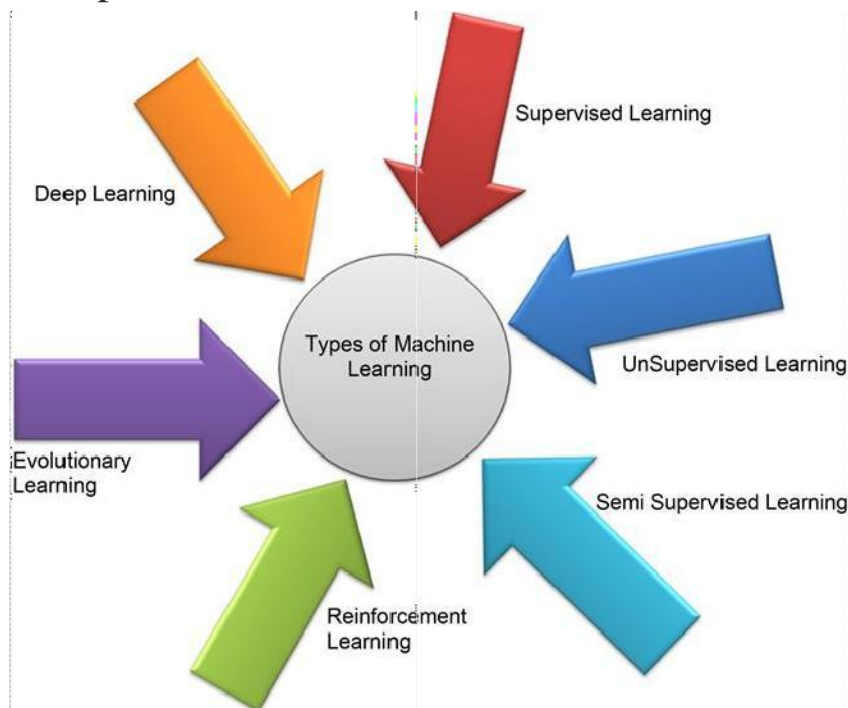 Supervised Learning
Deep Learning
Types of Machine
Learning
UnSupervised Learning
Evolutionary
Learning
Semi Supervised Learning
Reinforcement
Learning